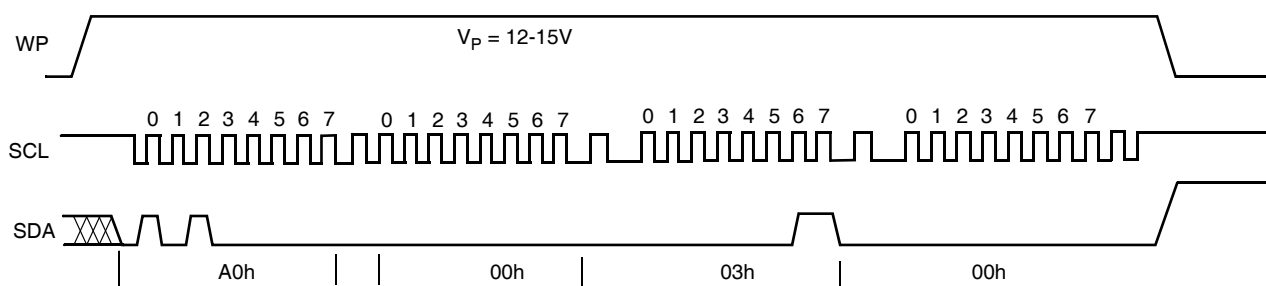 WP
V_P = 12-15V
0 1 2 3 4 5 6 7 0 1 2 3 4 5 6 7 0 1 2 3 4 5 6 7 0 1 2 3 4 5 6 7
SCL
SDA
A0h 00h 03h 00h